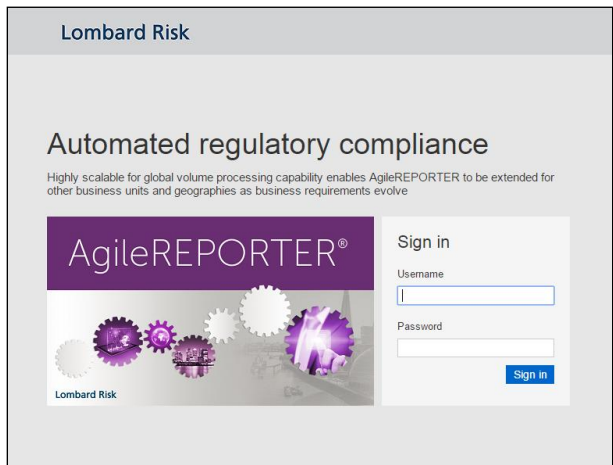 Lombard Risk
Automated regulatory compliance
Highly scalable for global volume processing capability enables AgileREPORTER to be extended for
other business units and geographies as business requirements evolve
AgileREPORTER®
Lombard Risk
Sign in
Username
Password
Sign in